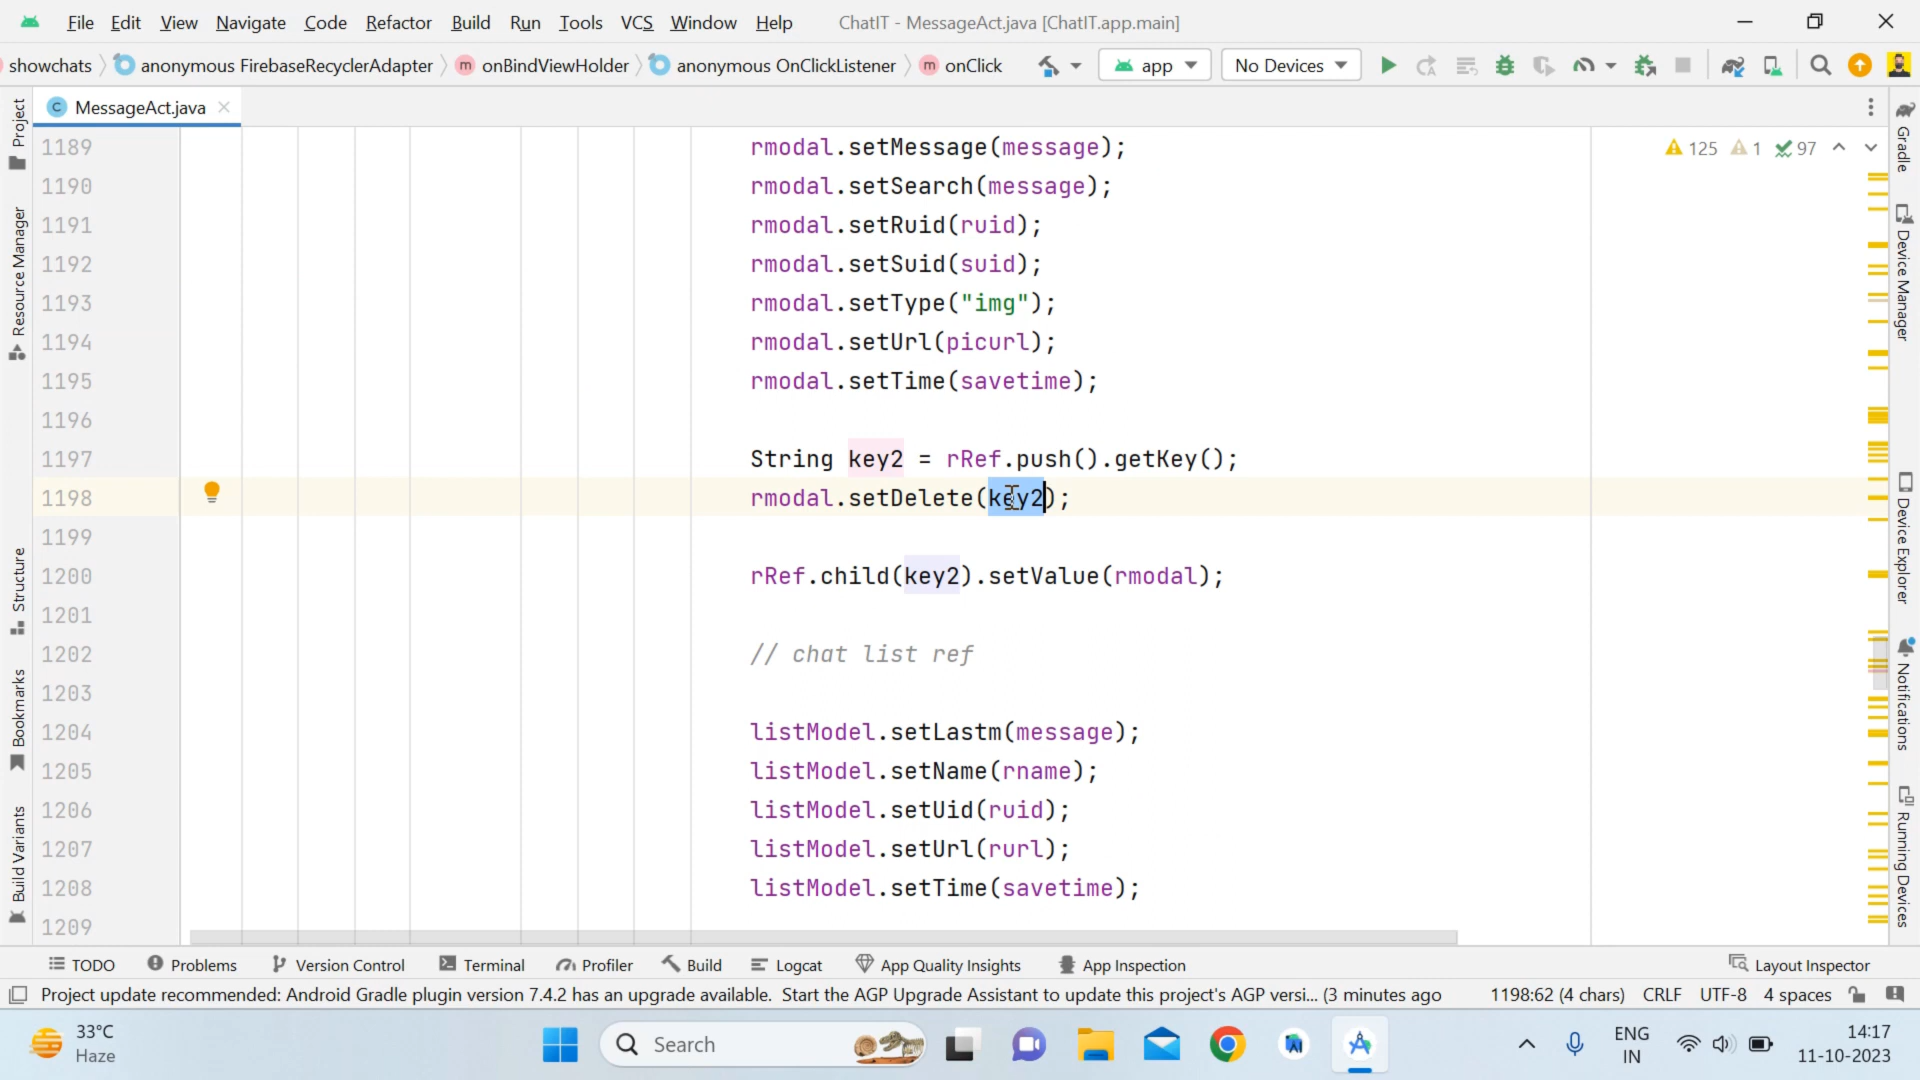 File Edit View Navigate Code Refactor Build Run Tools VCS Window Help ChatIT - MessageAct.java [ChatIT.app.main]
showchats anonymous FirebaseRecyclerAdapter m onBindViewHolder anonymous OnClickListener m onClick app No Devices
Project
Resource Manager
Structure
Bookmarks
Build Variants
C MessageAct.java
125 1 97
1189 rmodal.setMessage(message);
1190 rmodal.setSearch(message);
1191 rmodal.setRuid(ruid);
1192 rmodal.setSuid(suid);
1193 rmodal.setType("img");
1194 rmodal.setUrl(picurl);
1195 rmodal.setTime(savetime);
1196
1197 String key2 = rRef.push().getKey();
1198 rmodal.setDelete(key2);
1199
1200 rRef.child(key2).setValue(rmodal);
1201
1202 // chat list ref
1203
1204 listModel.setLastm(message);
1205 listModel.setName(rname);
1206 listModel.setUid(ruid);
1207 listModel.setUrl(rurl);
1208 listModel.setTime(savetime);
1209
Gradle
Device Manager
Device Explorer
Notifications
Running Devices
TODO Problems Version Control Terminal Profiler Build Logcat App Quality Insights App Inspection Layout Inspector
Project update recommended: Android Gradle plugin version 7.4.2 has an upgrade available. Start the AGP Upgrade Assistant to update this project's AGP versi... (3 minutes ago 1198:62 (4 chars) CRLF UTF-8 4 spaces
33°C
Haze
Search
ENG
IN
14:17
11-10-2023